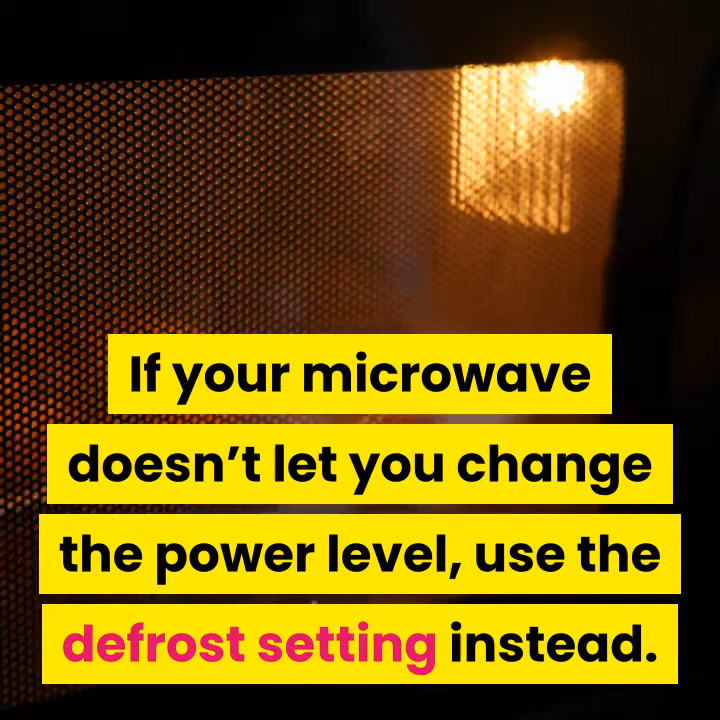 If your microwave
doesn’t let you change
the power level, use the
defrost setting instead.